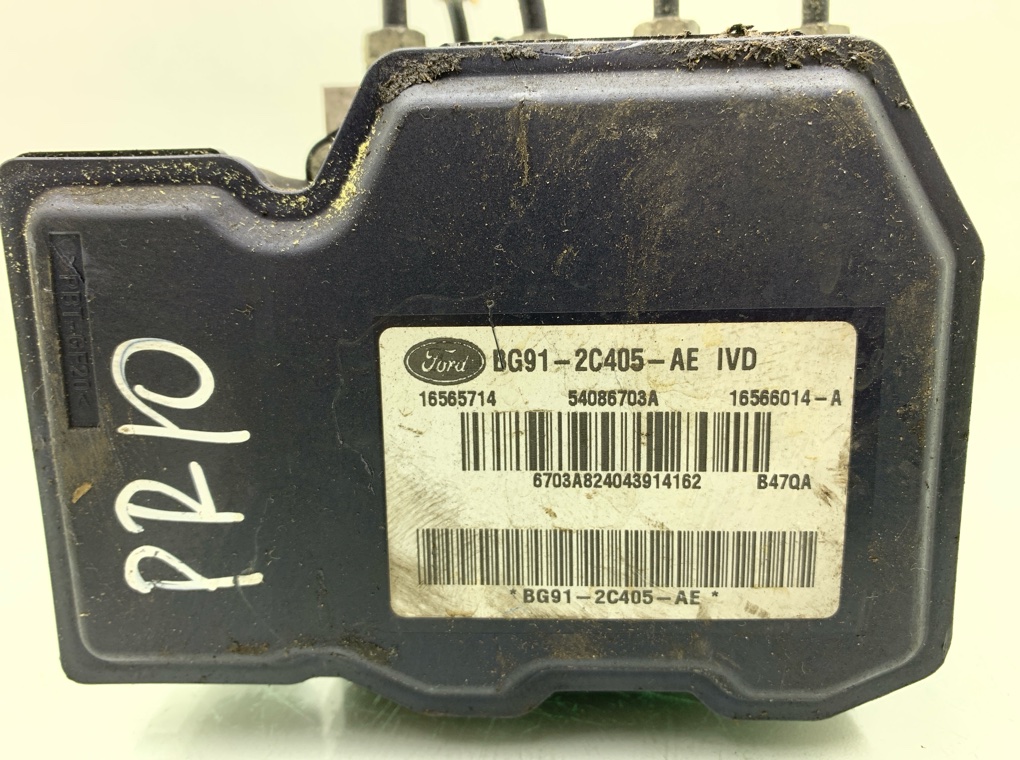 Ford BG91-2C405-AE IVD
16565714 54086703A 16566014-A
6703A824043914162 B47QA
*BG91-2C405-AE*
PR10